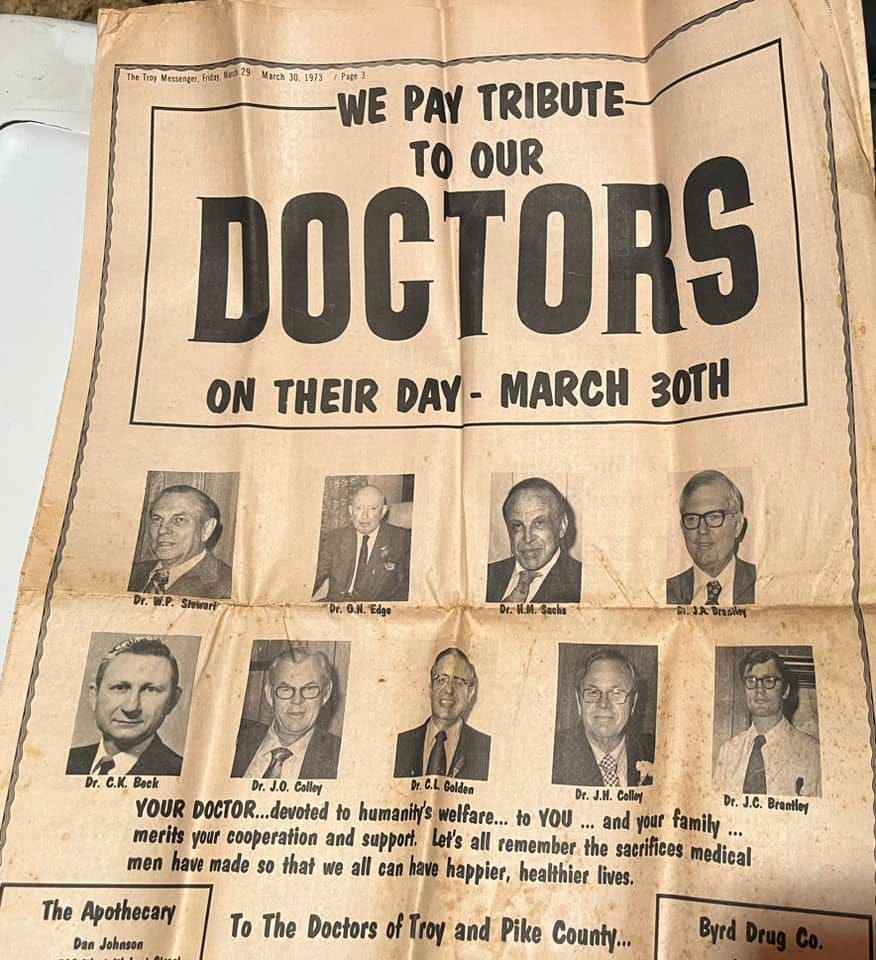 The Troy Messenger, Friday, March 29 March 30, 1973 / Page 3
WE PAY TRIBUTE
TO OUR
DOCTORS
ON THEIR DAY - MARCH 30TH
Dr. W.P. Stewart
Dr. O.N. Edge
Dr. H.M. Sachs
Dr. J.A. Brantley
Dr. C.K. Beck
Dr. J.O. Colley
Dr. C.L. Golden
Dr. J.H. Colley
Dr. J.C. Brantley
YOUR DOCTOR...devoted to humanity's welfare... to YOU ... and your family ...
merits your cooperation and support. Let's all remember the sacrifices medical
men have made so that we all can have happier, healthier lives.
The Apothecary
Dan Johnson
To The Doctors of Troy and Pike County...
Byrd Drug Co.